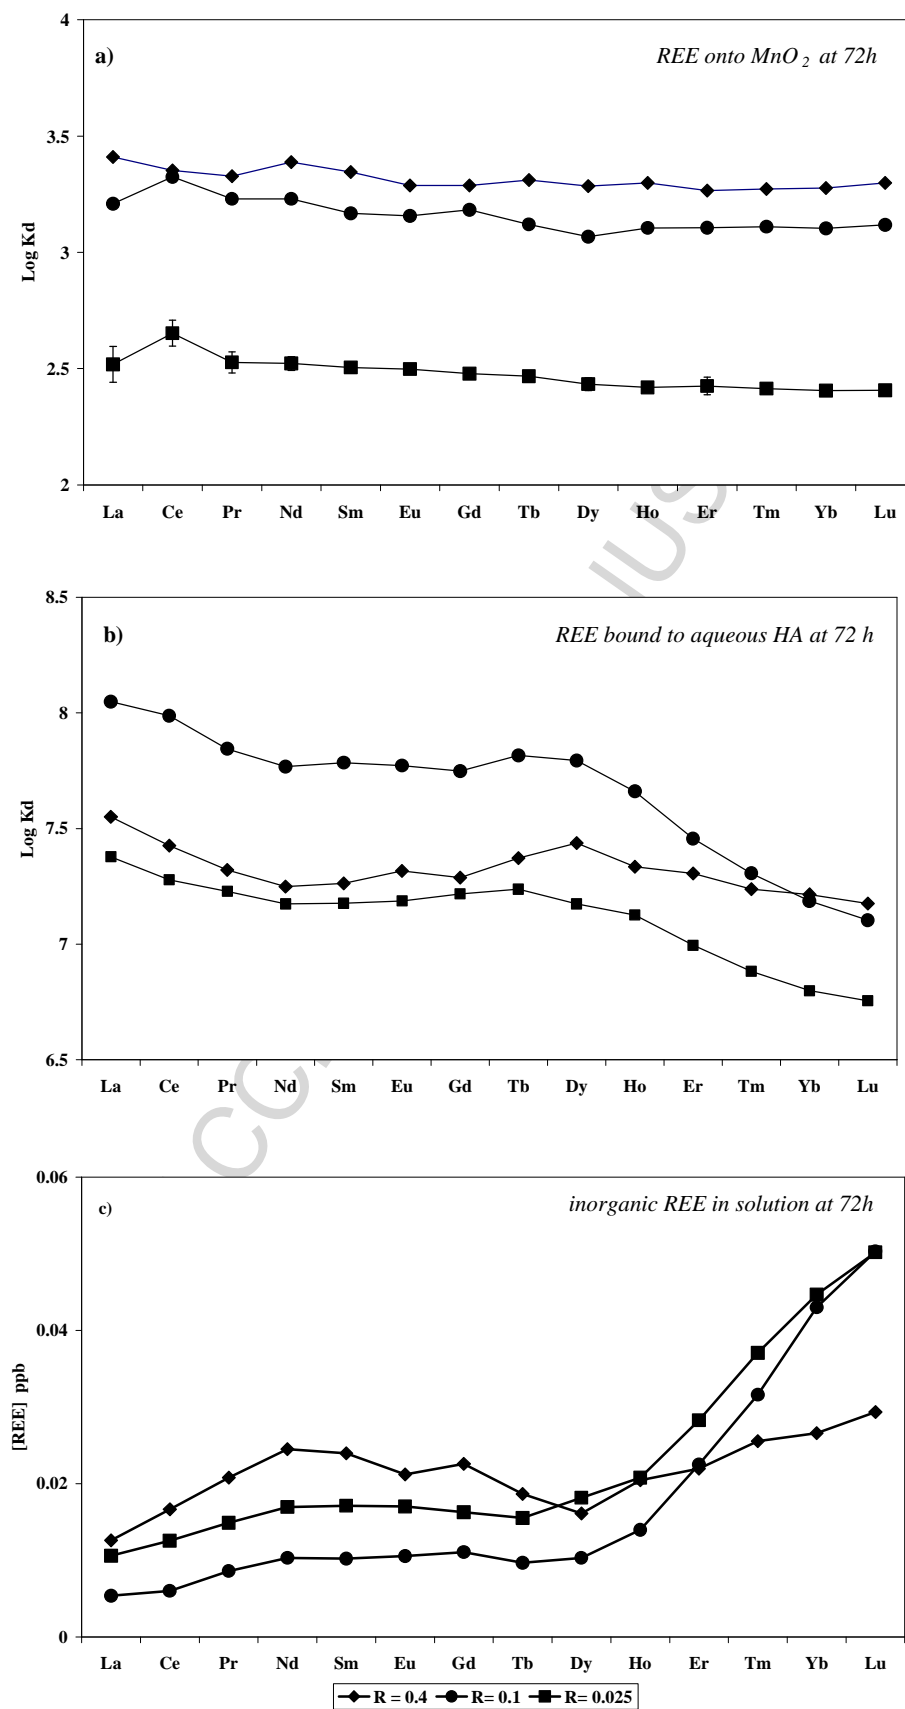 4
a)
REE onto MnO2 at 72h
3.5
3
2.5
2
Log Kd
La Ce Pr Nd Sm Eu Gd Tb Dy Ho Er Tm Yb Lu
8.5
b)
REE bound to aqueous HA at 72 h
8
7.5
7
6.5
Log Kd
La Ce Pr Nd Sm Eu Gd Tb Dy Ho Er Tm Yb Lu
0.06
c)
inorganic REE in solution at 72h
0.04
0.02
0
[REE] ppb
La Ce Pr Nd Sm Eu Gd Tb Dy Ho Er Tm Yb Lu
R = 0.4 R= 0.1 R= 0.025